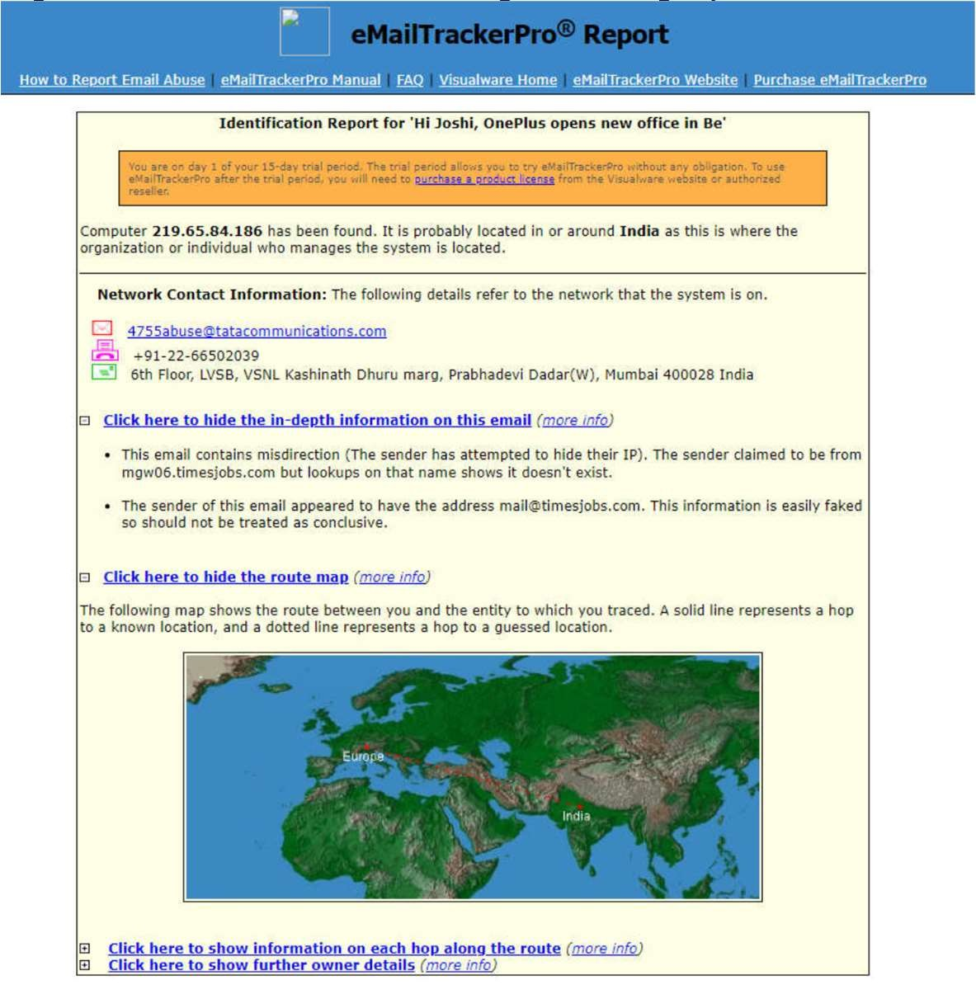 eMailTrackerPro® Report
How to Report Email Abuse | eMailTrackerPro Manual | FAQ | Visualware Home | eMailTrackerPro Website | Purchase eMailTrackerPro
Identification Report for 'Hi Joshi, OnePlus opens new office in Be'
You are on day 1 of your 15-day trial period. The trial period allows you to try eMailTrackerPro without any obligation. To use
eMailTrackerPro after the trial period, you will need to purchase a product license from the Visualware website or authorized
reseller.
Computer 219.65.84.186 has been found. It is probably located in or around India as this is where the
organization or individual who manages the system is located.
Network Contact Information: The following details refer to the network that the system is on.
4755abuse@tatacommunications.com
+91-22-66502039
6th Floor, LVSB, VSNL Kashinath Dhuru marg, Prabhadevi Dadar(W), Mumbai 400028 India
Click here to hide the in-depth information on this email (more info)
• This email contains misdirection (The sender has attempted to hide their IP). The sender claimed to be from
mgw06.timesjobs.com but lookups on that name shows it doesn't exist.
• The sender of this email appeared to have the address mail@timesjobs.com. This information is easily faked
so should not be treated as conclusive.
Click here to hide the route map (more info)
The following map shows the route between you and the entity to which you traced. A solid line represents a hop
to a known location, and a dotted line represents a hop to a guessed location.
Europe
India
Click here to show information on each hop along the route (more info)
Click here to show further owner details (more info)